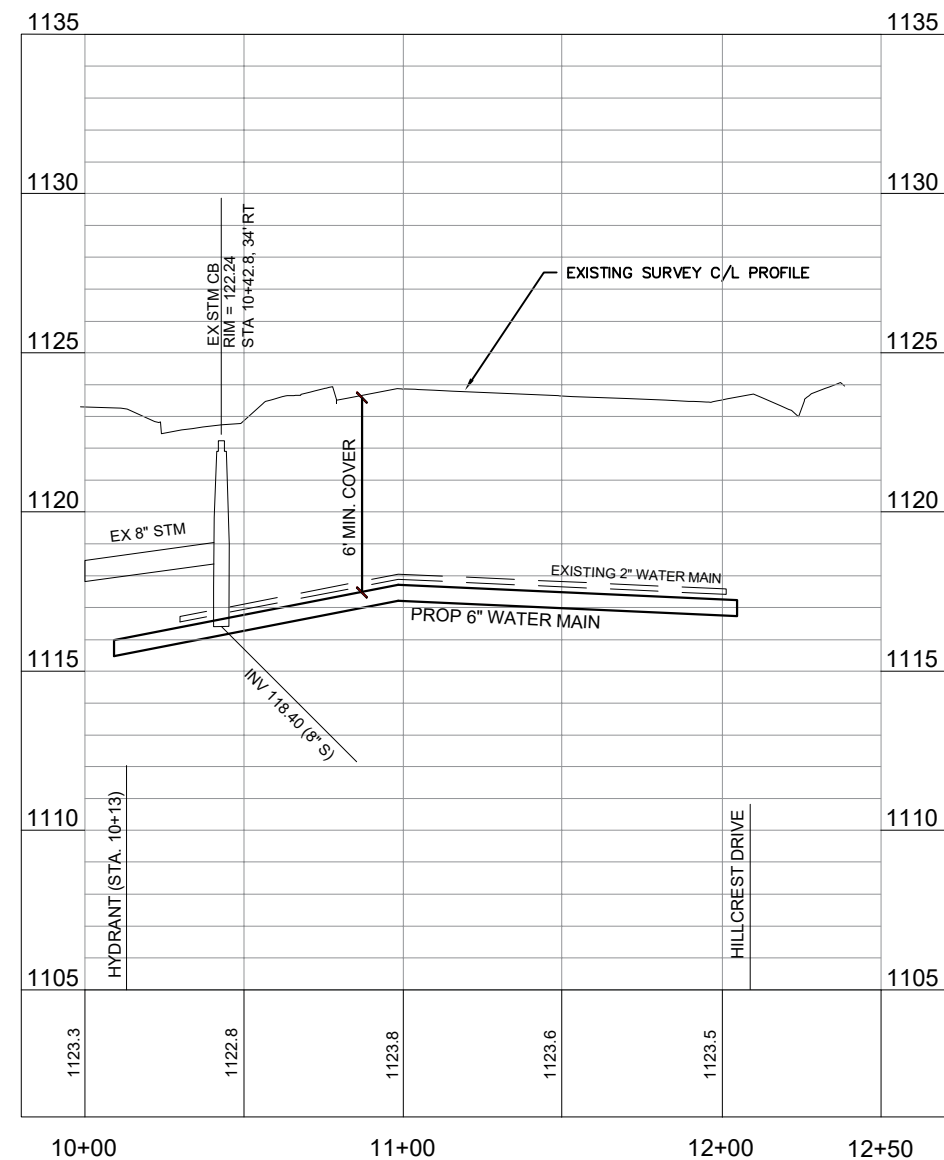 1135
1135
1130
1130
EX STM CB
RIM = 122.24
STA 10+42.8, 34' RT
EXISTING SURVEY C/L PROFILE
1125
1125
6' MIN. COVER
1120
1120
EX 8" STM
EXISTING 2" WATER MAIN
PROP 6" WATER MAIN
1115
1115
INV 118.40 (8" S)
HYDRANT (STA. 10+13)
HILLCREST DRIVE
1110
1110
1105
1105
1123.3
1122.8
1123.8
1123.6
1123.5
10+00
11+00
12+00
12+50